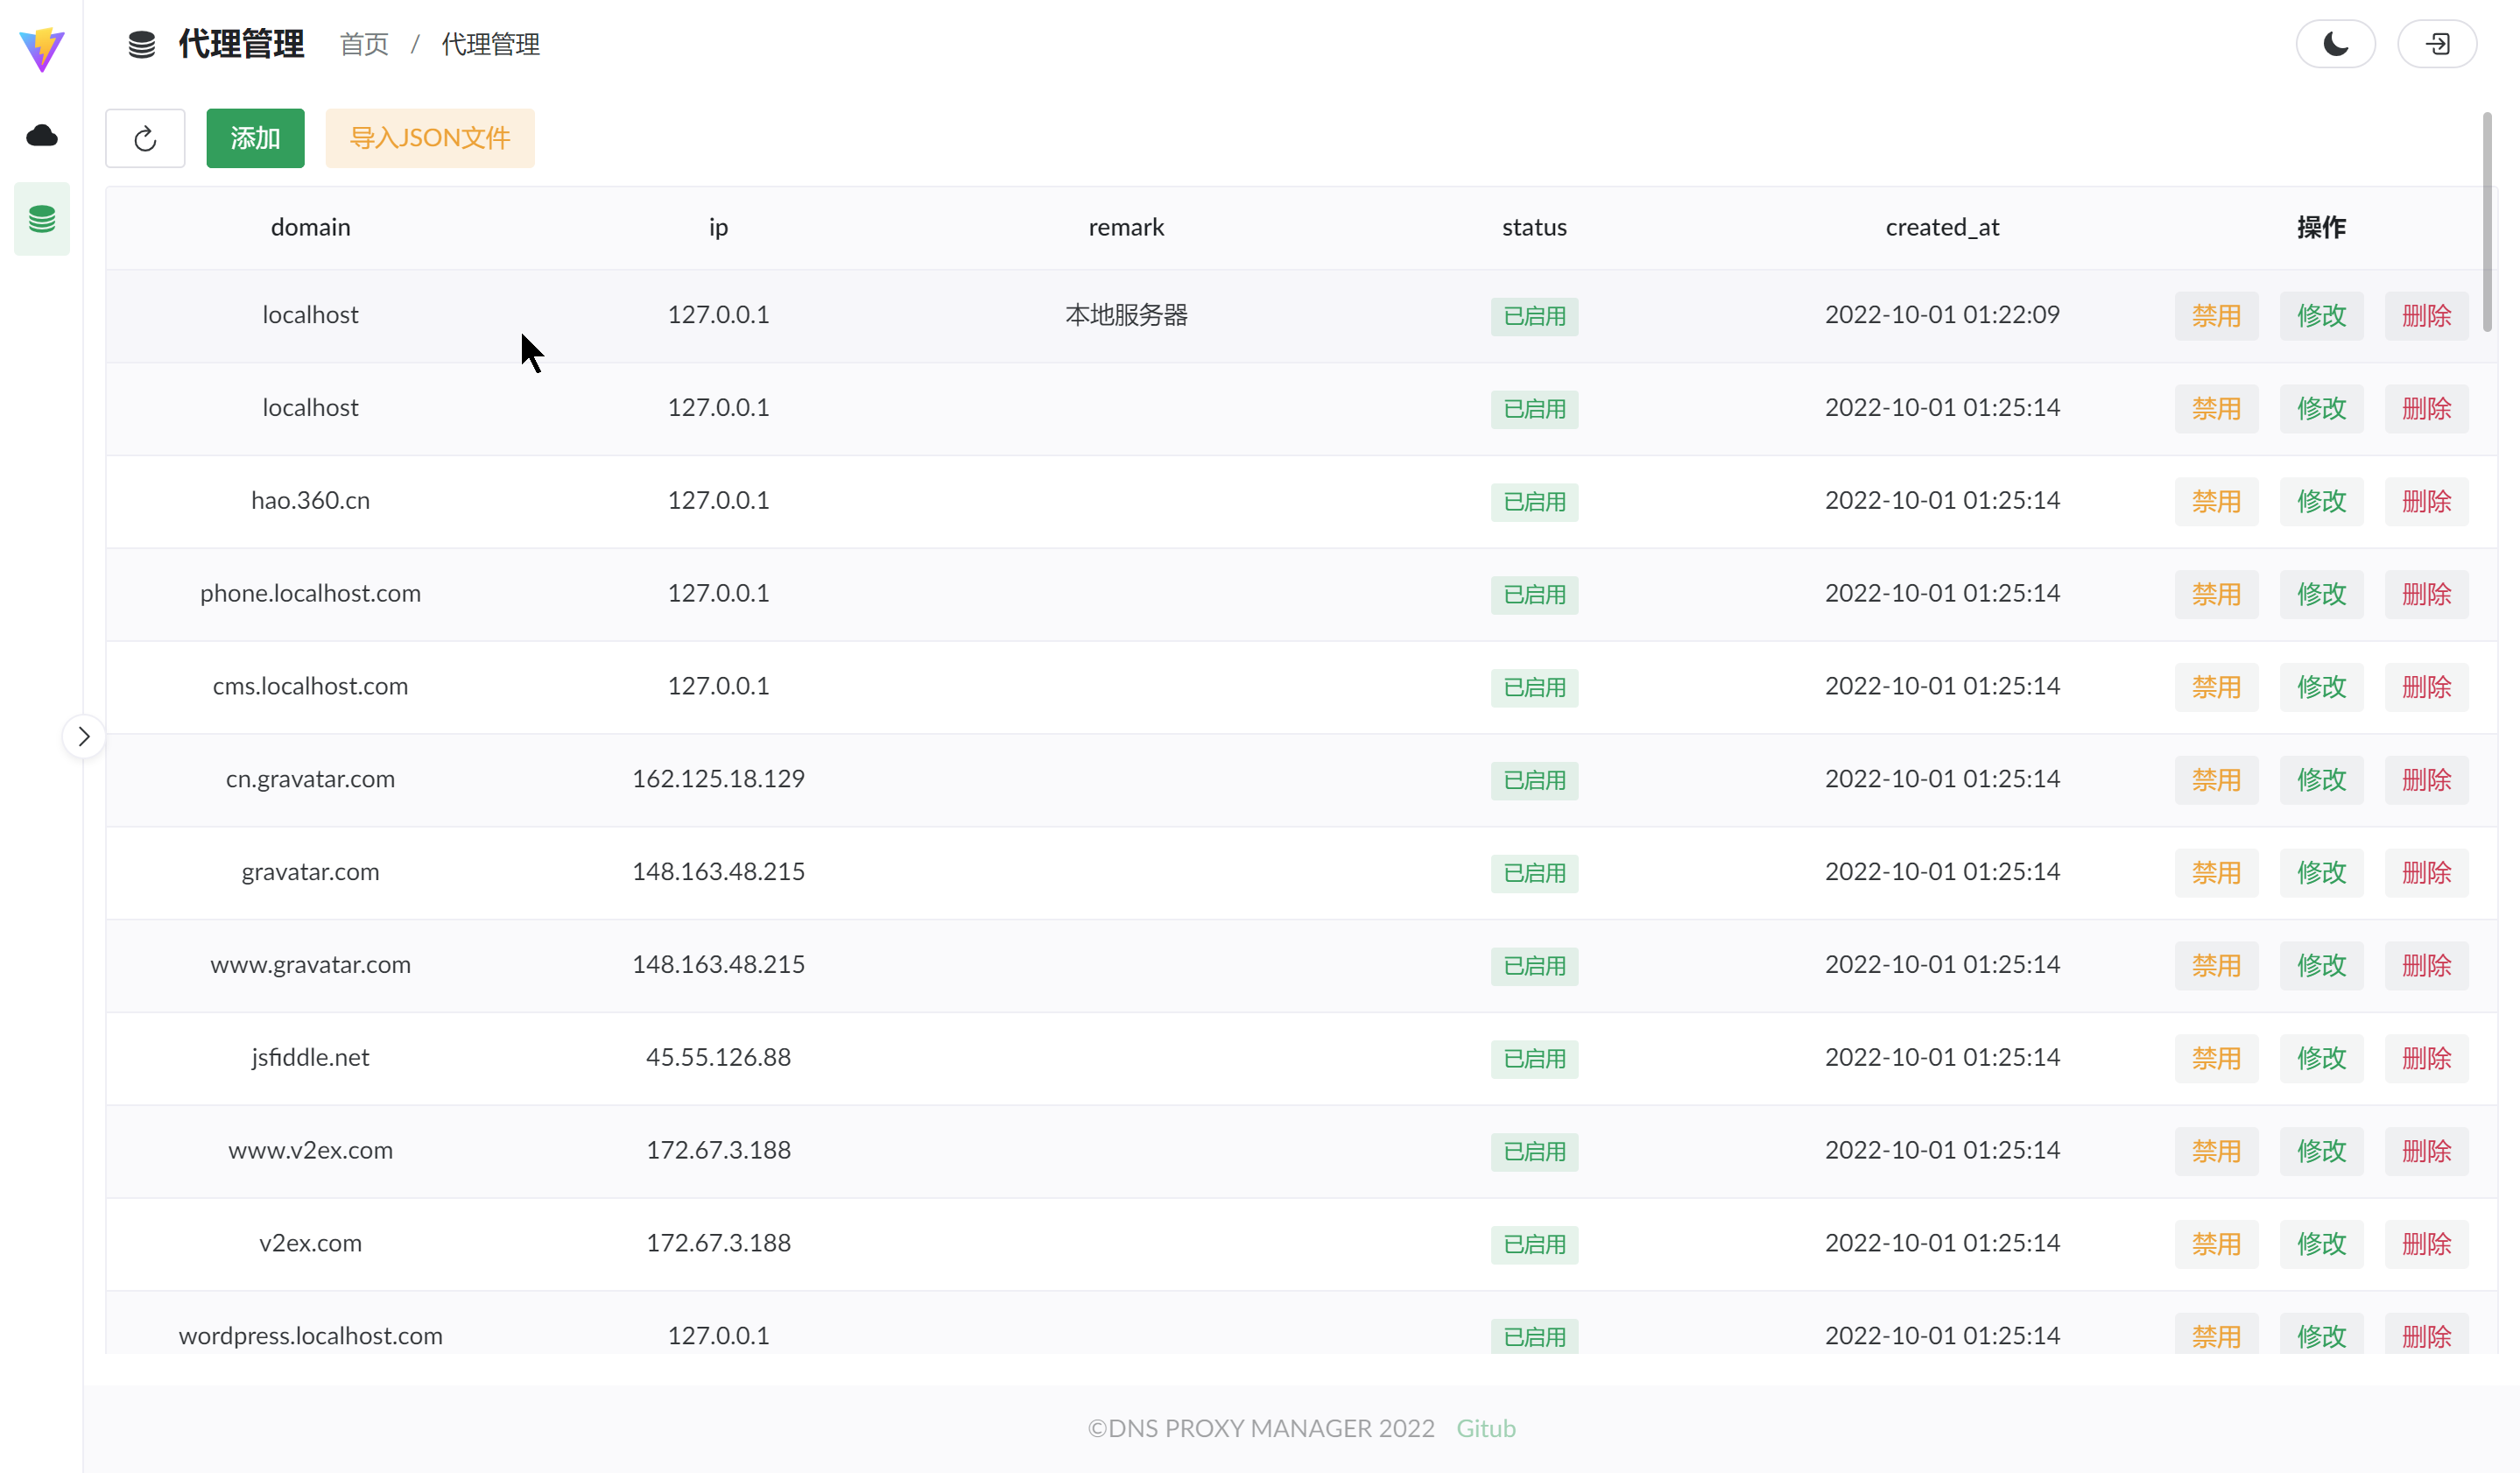 代理管理 首页 / 代理管理
添加 导入JSON文件
domain ip remark status created_at 操作
localhost 127.0.0.1 本地服务器 已启用 2022-10-01 01:22:09 禁用 修改 删除
localhost 127.0.0.1 已启用 2022-10-01 01:25:14 禁用 修改 删除
hao.360.cn 127.0.0.1 已启用 2022-10-01 01:25:14 禁用 修改 删除
phone.localhost.com 127.0.0.1 已启用 2022-10-01 01:25:14 禁用 修改 删除
cms.localhost.com 127.0.0.1 已启用 2022-10-01 01:25:14 禁用 修改 删除
cn.gravatar.com 162.125.18.129 已启用 2022-10-01 01:25:14 禁用 修改 删除
gravatar.com 148.163.48.215 已启用 2022-10-01 01:25:14 禁用 修改 删除
www.gravatar.com 148.163.48.215 已启用 2022-10-01 01:25:14 禁用 修改 删除
jsfiddle.net 45.55.126.88 已启用 2022-10-01 01:25:14 禁用 修改 删除
www.v2ex.com 172.67.3.188 已启用 2022-10-01 01:25:14 禁用 修改 删除
v2ex.com 172.67.3.188 已启用 2022-10-01 01:25:14 禁用 修改 删除
wordpress.localhost.com 127.0.0.1 已启用 2022-10-01 01:25:14 禁用 修改 删除
©DNS PROXY MANAGER 2022 Gitub